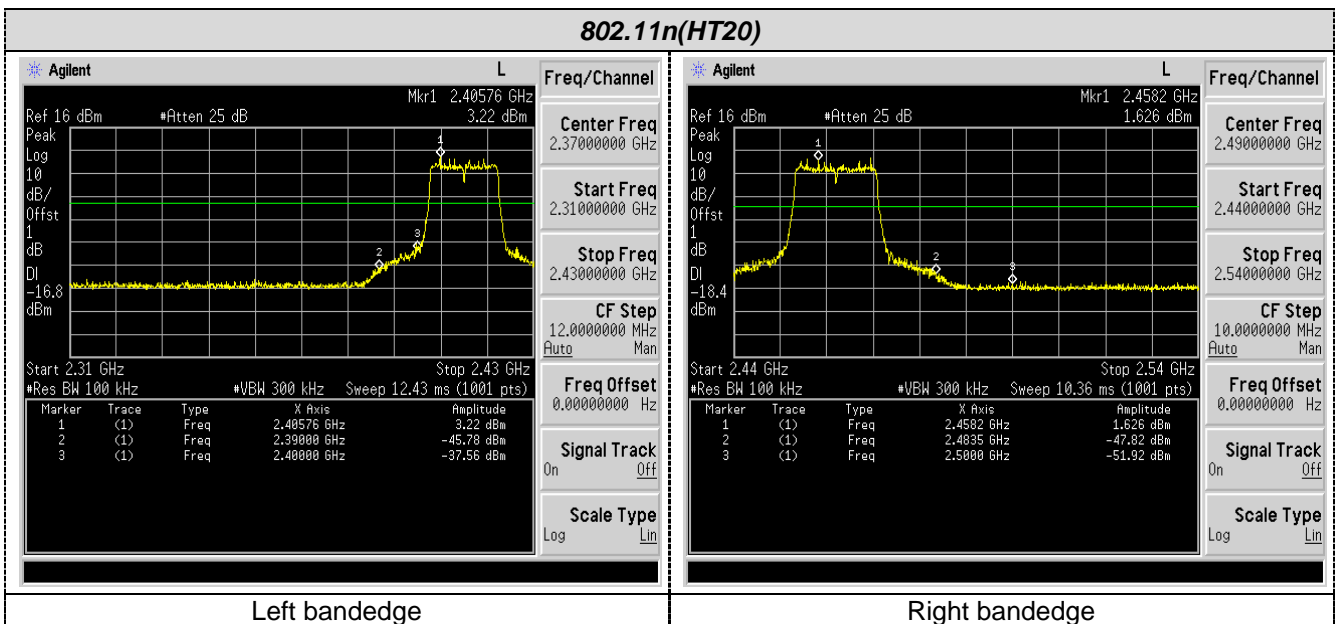 802.11n(HT20)
Agilent L
Mkr1 2.40576 GHz
Ref 16 dBm #Atten 25 dB 3.22 dBm
Peak
Log
10
dB/
Offst
1
dB
DI
-16.8
dBm
1
2
3
Start 2.31 GHz Stop 2.43 GHz
#Res BW 100 kHz #VBW 300 kHz Sweep 12.43 ms (1001 pts)
Marker Trace Type X Axis Amplitude
1 (1) Freq 2.40576 GHz 3.22 dBm
2 (1) Freq 2.39000 GHz -45.78 dBm
3 (1) Freq 2.40000 GHz -37.56 dBm
Freq/Channel
Center Freq
2.37000000 GHz
Start Freq
2.31000000 GHz
Stop Freq
2.43000000 GHz
CF Step
12.0000000 MHz
Auto Man
Freq Offset
0.00000000 Hz
Signal Track
On Off
Scale Type
Log Lin
Left bandedge
Agilent L
Mkr1 2.4582 GHz
Ref 16 dBm #Atten 25 dB 1.626 dBm
Peak
Log
10
dB/
Offst
1
dB
DI
-18.4
dBm
1
2
3
Start 2.44 GHz Stop 2.54 GHz
#Res BW 100 kHz #VBW 300 kHz Sweep 10.36 ms (1001 pts)
Marker Trace Type X Axis Amplitude
1 (1) Freq 2.4582 GHz 1.626 dBm
2 (1) Freq 2.4835 GHz -47.82 dBm
3 (1) Freq 2.5000 GHz -51.92 dBm
Freq/Channel
Center Freq
2.49000000 GHz
Start Freq
2.44000000 GHz
Stop Freq
2.54000000 GHz
CF Step
10.0000000 MHz
Auto Man
Freq Offset
0.00000000 Hz
Signal Track
On Off
Scale Type
Log Lin
Right bandedge